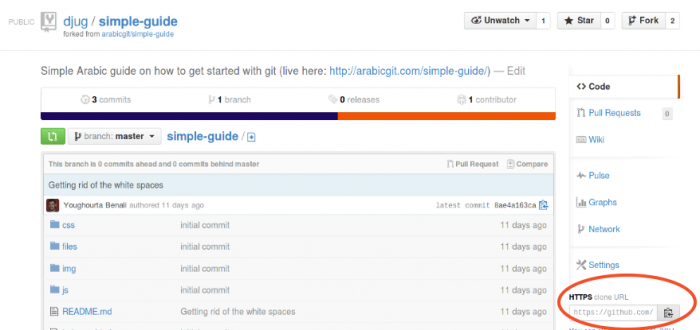 PUBLIC djug / simple-guide Unwatch 1 Star 0 Fork 2
forked from arabicgit/simple-guide
Simple Arabic guide on how to get started with git (live here: http://arabicgit.com/simple-guide/) — Edit
3 commits 1 branch 0 releases 1 contributor
branch: master simple-guide /
This branch is 0 commits ahead and 0 commits behind master Pull Request Compare
Getting rid of the white spaces
Youghourta Benali authored 11 days ago latest commit 8ae4a163ca
css initial commit 11 days ago
files initial commit 11 days ago
img initial commit 11 days ago
js initial commit 11 days ago
README.md Getting rid of the white spaces 11 days ago
Code
Pull Requests 0
Wiki
Pulse
Graphs
Network
Settings
HTTPS clone URL
https://github.com/